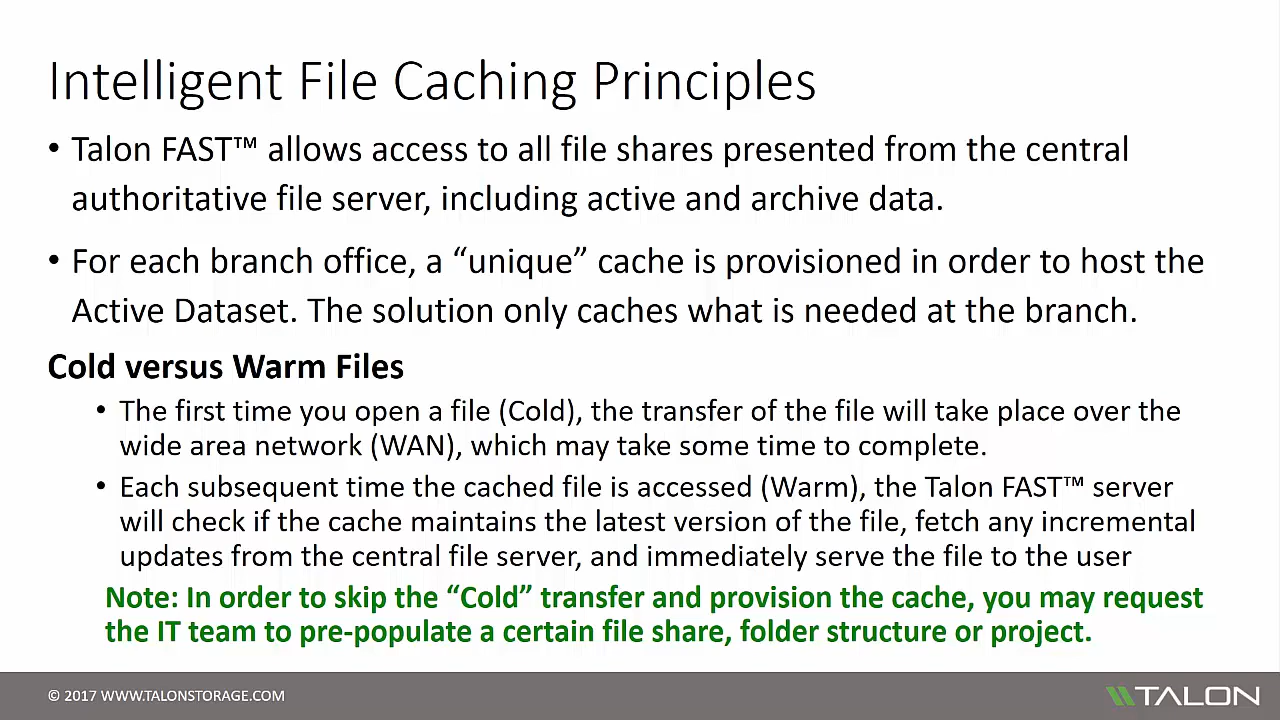 Intelligent File Caching Principles
• Talon FAST™ allows access to all file shares presented from the central
authoritative file server, including active and archive data.
• For each branch office, a “unique” cache is provisioned in order to host the
Active Dataset. The solution only caches what is needed at the branch.
Cold versus Warm Files
• The first time you open a file (Cold), the transfer of the file will take place over the
wide area network (WAN), which may take some time to complete.
• Each subsequent time the cached file is accessed (Warm), the Talon FAST™ server
will check if the cache maintains the latest version of the file, fetch any incremental
updates from the central file server, and immediately serve the file to the user
Note: In order to skip the “Cold” transfer and provision the cache, you may request
the IT team to pre-populate a certain file share, folder structure or project.
© 2017 WWW.TALONSTORAGE.COM
TALON